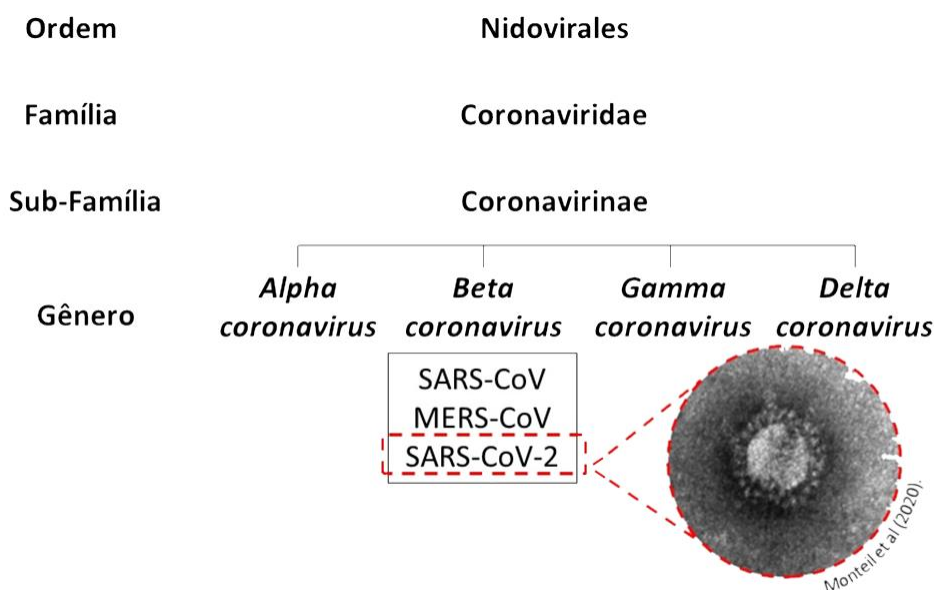 Ordem Nidovirales
Família Coronaviridae
Sub-Família Coronavirinae
Gênero
Alpha coronavirus
Beta coronavirus
Gamma coronavirus
Delta coronavirus
SARS-CoV
MERS-CoV
SARS-CoV-2
Monteil et al (2020).